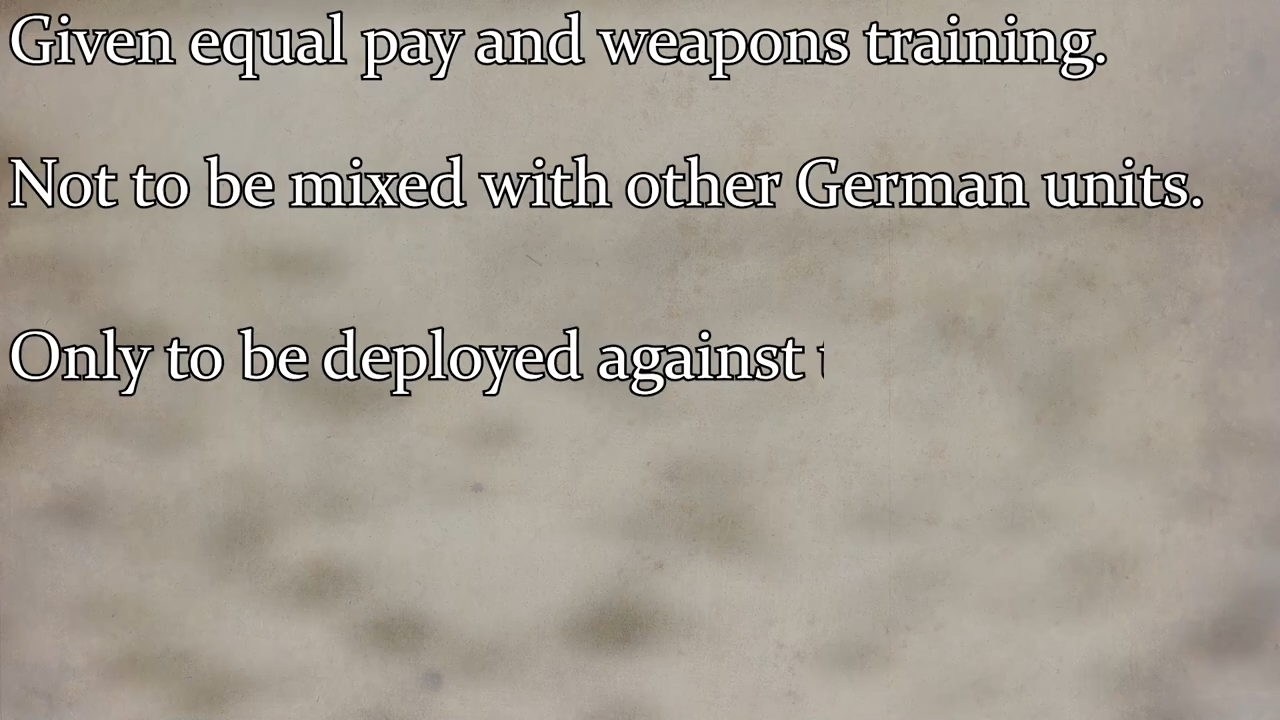 Given equal pay and weapons training.
Not to be mixed with other German units.
Only to be deployed against